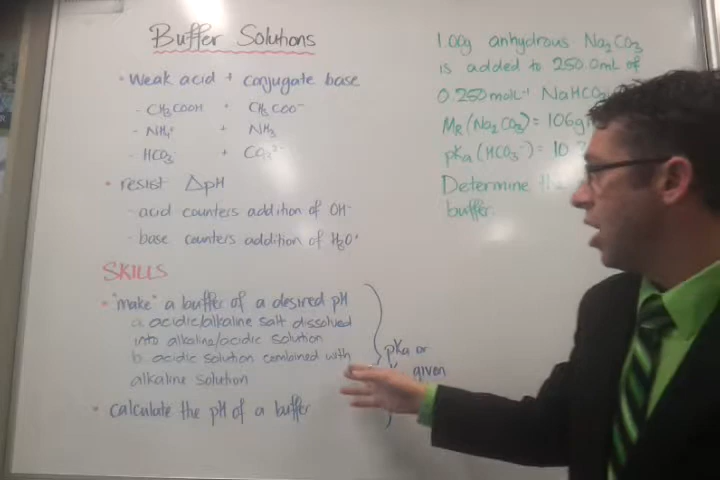 Buffer Solutions
• Weak acid + conjugate base
- CH₃COOH + CH₃COO⁻
- NH₄⁺ + NH₃
- HCO₃⁻ + CO₃²⁻
• resist ΔpH
- acid counters addition of OH⁻
- base counters addition of H₃O⁺
SKILLS
• "make" a buffer of a desired pH
a. acidic/alkaline salt dissolved
into alkaline/acidic solution
b. acidic solution combined with
alkaline solution
• calculate the pH of a buffer
pKa or
given
1.00g anhydrous Na₂CO₃
is added to 250.0mL of
0.250molL⁻¹ NaHCO₃
Mr(Na₂CO₃) = 106g
pKa(HCO₃⁻) = 10.
Determine the
buffer.